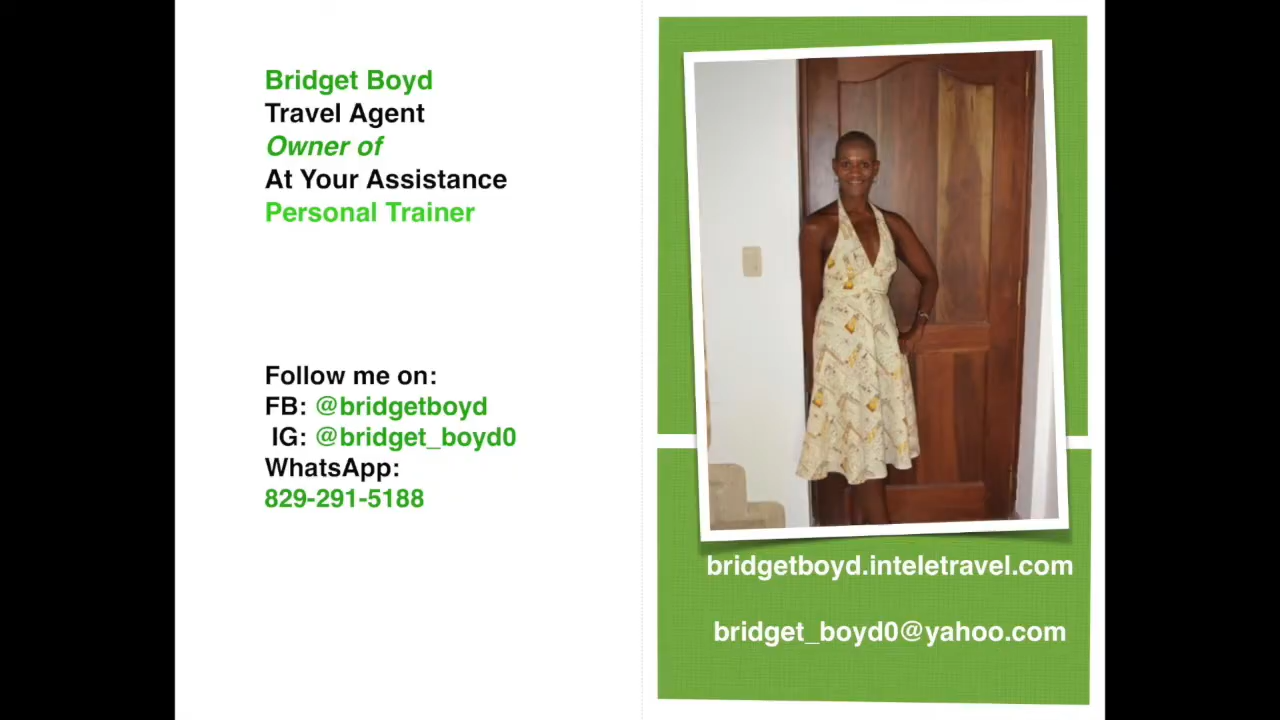 Bridget Boyd
Travel Agent
Owner of
At Your Assistance
Personal Trainer
Follow me on:
FB: @bridgetboyd
IG: @bridget_boyd0
WhatsApp:
829-291-5188
bridgetboyd.inteletravel.com
bridget_boyd0@yahoo.com